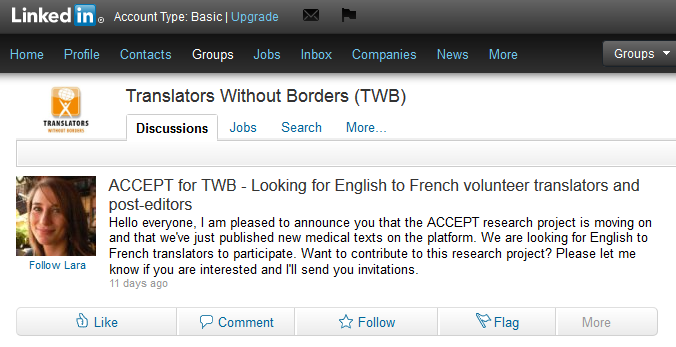 Linked in ® Account Type: Basic | Upgrade
Home Profile Contacts Groups Jobs Inbox Companies News More Groups
TRANSLATORS
WITHOUT BORDERS
Translators Without Borders (TWB)
Discussions Jobs Search More...
ACCEPT for TWB - Looking for English to French volunteer translators and
post-editors
Hello everyone, I am pleased to announce you that the ACCEPT research project is moving on
and that we've just published new medical texts on the platform. We are looking for English to
French translators to participate. Want to contribute to this research project? Please let me
know if you are interested and I'll send you invitations.
11 days ago
Follow Lara
Like Comment Follow Flag More